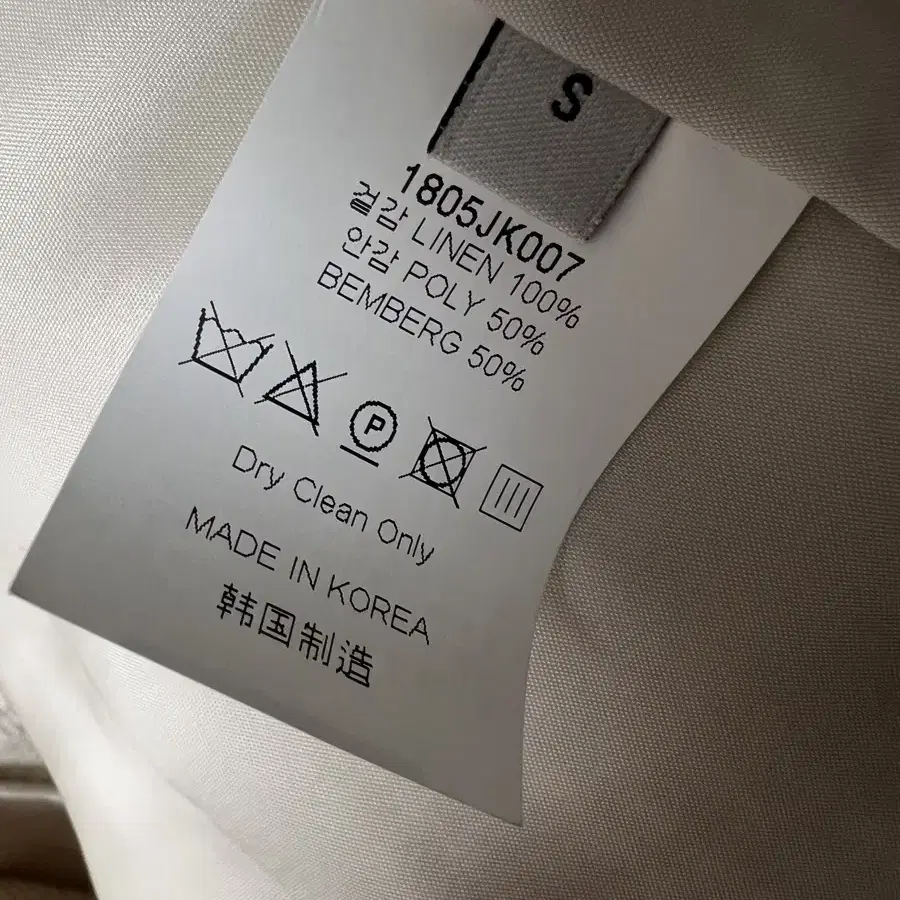 S
1805JK007
겉감 LINEN 100%
안감 POLY 50%
BEMBERG 50%
P
Dry Clean Only
MADE IN KOREA
韩国制造